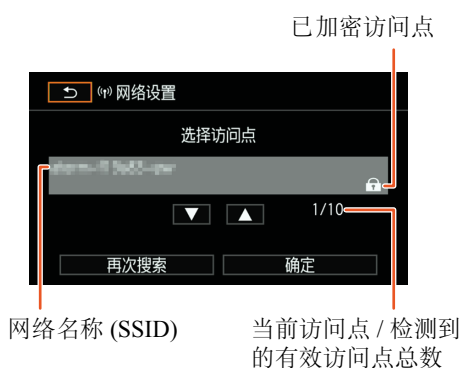 已加密访问点
网络设置
选择访问点
1/10
再次搜索
确定
网络名称 (SSID)
当前访问点 / 检测到
的有效访问点总数